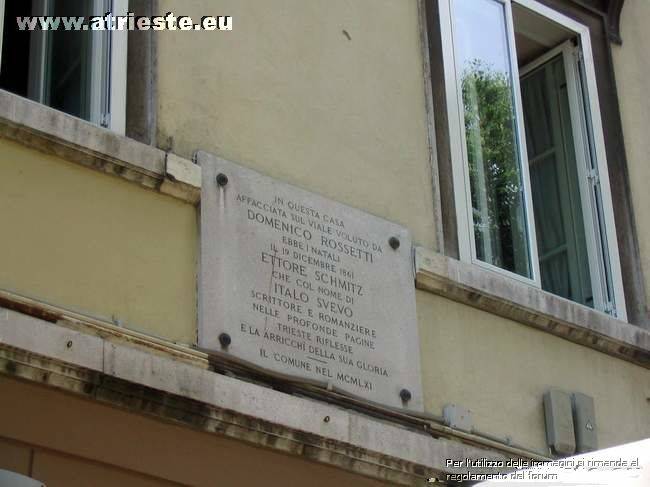 www.atrieste.eu
IN QUESTA CASA
AFFACCIATA SUL VIALE VOLUTO DA
DOMENICO ROSSETTI
EBBE I NATALI
IL 19 DICEMBRE 1861
ETTORE SCHMITZ
CHE COL NOME DI
ITALO SVEVO
SCRITTORE E ROMANZIERE
NELLE PROFONDE PAGINE
TRIESTE RIFLESSE
E LA ARRICCHÌ DELLA SUA GLORIA
IL COMUNE NEL MCMLXI
Per l'utilizzo delle immagini si rimanda al
regolamento del forum